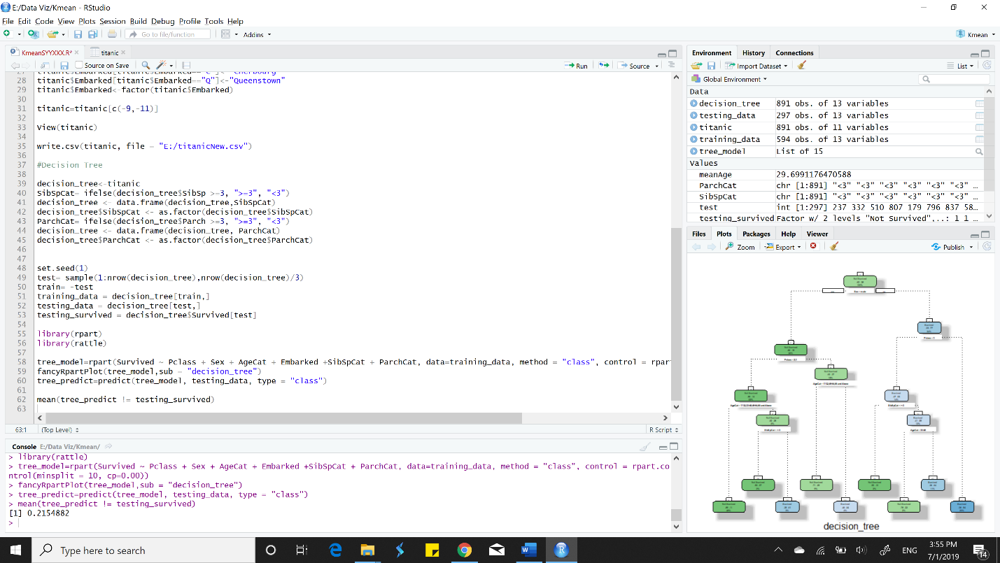 E:/Data Viz/Kmean - RStudio
File Edit Code View Plots Session Build Debug Profile Tools Help
Go to file/function
Addins
Kmean
KmeanSYYXXX.R*
titanic
Source on Save
Run
Source
28 titanic$Embarked[titanic$Embarked=="Q"]<-"Queenstown"
29 titanic$Embarked<-factor(titanic$Embarked)
30
31 titanic=titanic[c(-9,-11)]
32
33 View(titanic)
34
35 write.csv(titanic, file = "E:/titanicNew.csv")
36
37 #Decision Tree
38
39 decision_tree<-titanic
40 SibSpCat= ifelse(decision_tree$SibSp >=3, ">=3", "<3")
41 decision_tree <- data.frame(decision_tree,SibSpCat)
42 decision_tree$SibSpCat <- as.factor(decision_tree$SibSpCat)
43 ParchCat= ifelse(decision_tree$Parch >=3, ">=3", "<3")
44 decision_tree <- data.frame(decision_tree, ParchCat)
45 decision_tree$ParchCat <- as.factor(decision_tree$ParchCat)
46
47
48 set.seed(1)
49 test= sample(1:nrow(decision_tree),nrow(decision_tree)/3)
50 train= -test
51 training_data = decision_tree[train,]
52 testing_data = decision_tree[test,]
53 testing_survived = decision_tree$Survived[test]
54
55 library(rpart)
56 library(rattle)
57
58 tree_model=rpart(Survived ~ Pclass + Sex + AgeCat + Embarked +SibSpCat + ParchCat, data=training_data, method = "class", control = rpar
59 fancyRpartPlot(tree_model,sub = "decision_tree")
60 tree_predict=predict(tree_model, testing_data, type = "class")
61
62 mean(tree_predict != testing_survived)
63
63:1 (Top Level) R Script
Console E:/Data Viz/Kmean/
> library(rattle)
> tree_model=rpart(Survived ~ Pclass + Sex + AgeCat + Embarked +SibSpCat + ParchCat, data=training_data, method = "class", control = rpart.co
ntrol(minsplit = 10, cp=0.00))
> fancyRpartPlot(tree_model,sub = "decision_tree")
> tree_predict=predict(tree_model, testing_data, type = "class")
> mean(tree_predict != testing_survived)
[1] 0.2154882
>
Environment History Connections
Import Dataset
List
Global Environment
Data
decision_tree 891 obs. of 13 variables
testing_data 297 obs. of 13 variables
titanic 891 obs. of 11 variables
training_data 594 obs. of 13 variables
tree_model List of 15
Values
meanAge 29.6991176470588
ParchCat chr [1:891] "<3" "<3" "<3" "<3" "<3" ...
SibSpCat chr [1:891] "<3" "<3" "<3" "<3" "<3" ...
test int [1:297] 237 332 510 807 179 796 837 58...
testing_survived Factor w/ 2 levels "Not Survived",..: 1 1 ...
Files Plots Packages Help Viewer
Zoom Export Publish
decision_tree
Type here to search
ENG
3:55 PM
7/1/2019
14